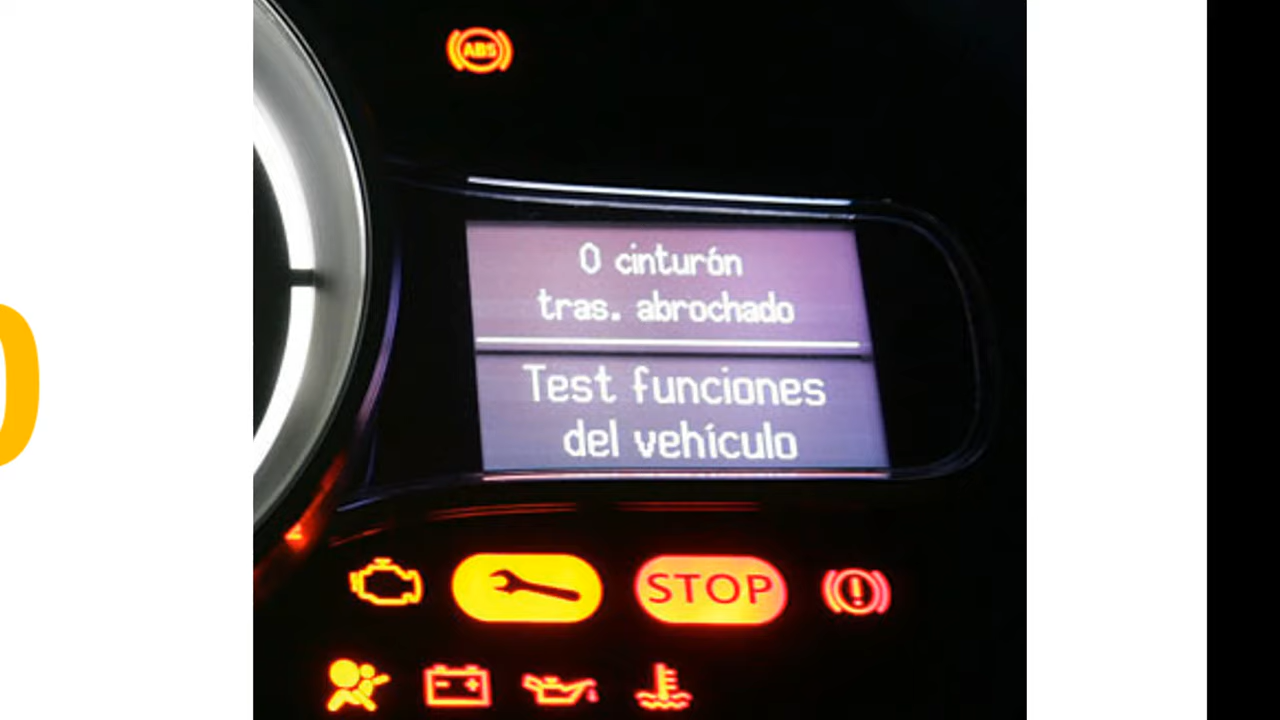 ABS
0 cinturón
tras. abrochado
Test funciones
del vehículo
STOP